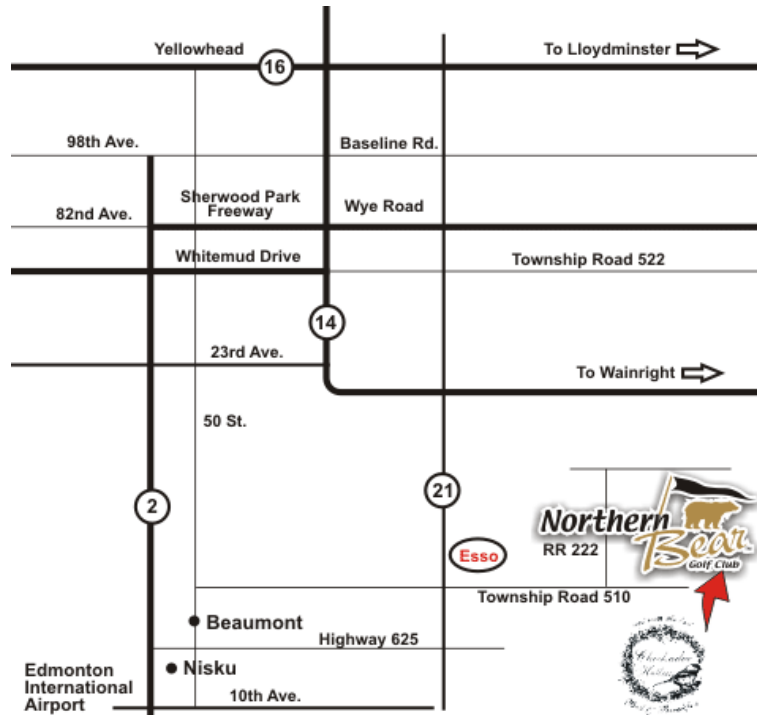 Yellowhead
To Lloydminster
16
98th Ave.
Baseline Rd.
Sherwood Park
Freeway
Wye Road
82nd Ave.
Whitemud Drive
Township Road 522
14
23rd Ave.
To Wainright
50 St.
2
21
Northern
Bear
Golf Club
RR 222
Esso
Township Road 510
Beaumont
Highway 625
Nisku
Edmonton
International
Airport
10th Ave.